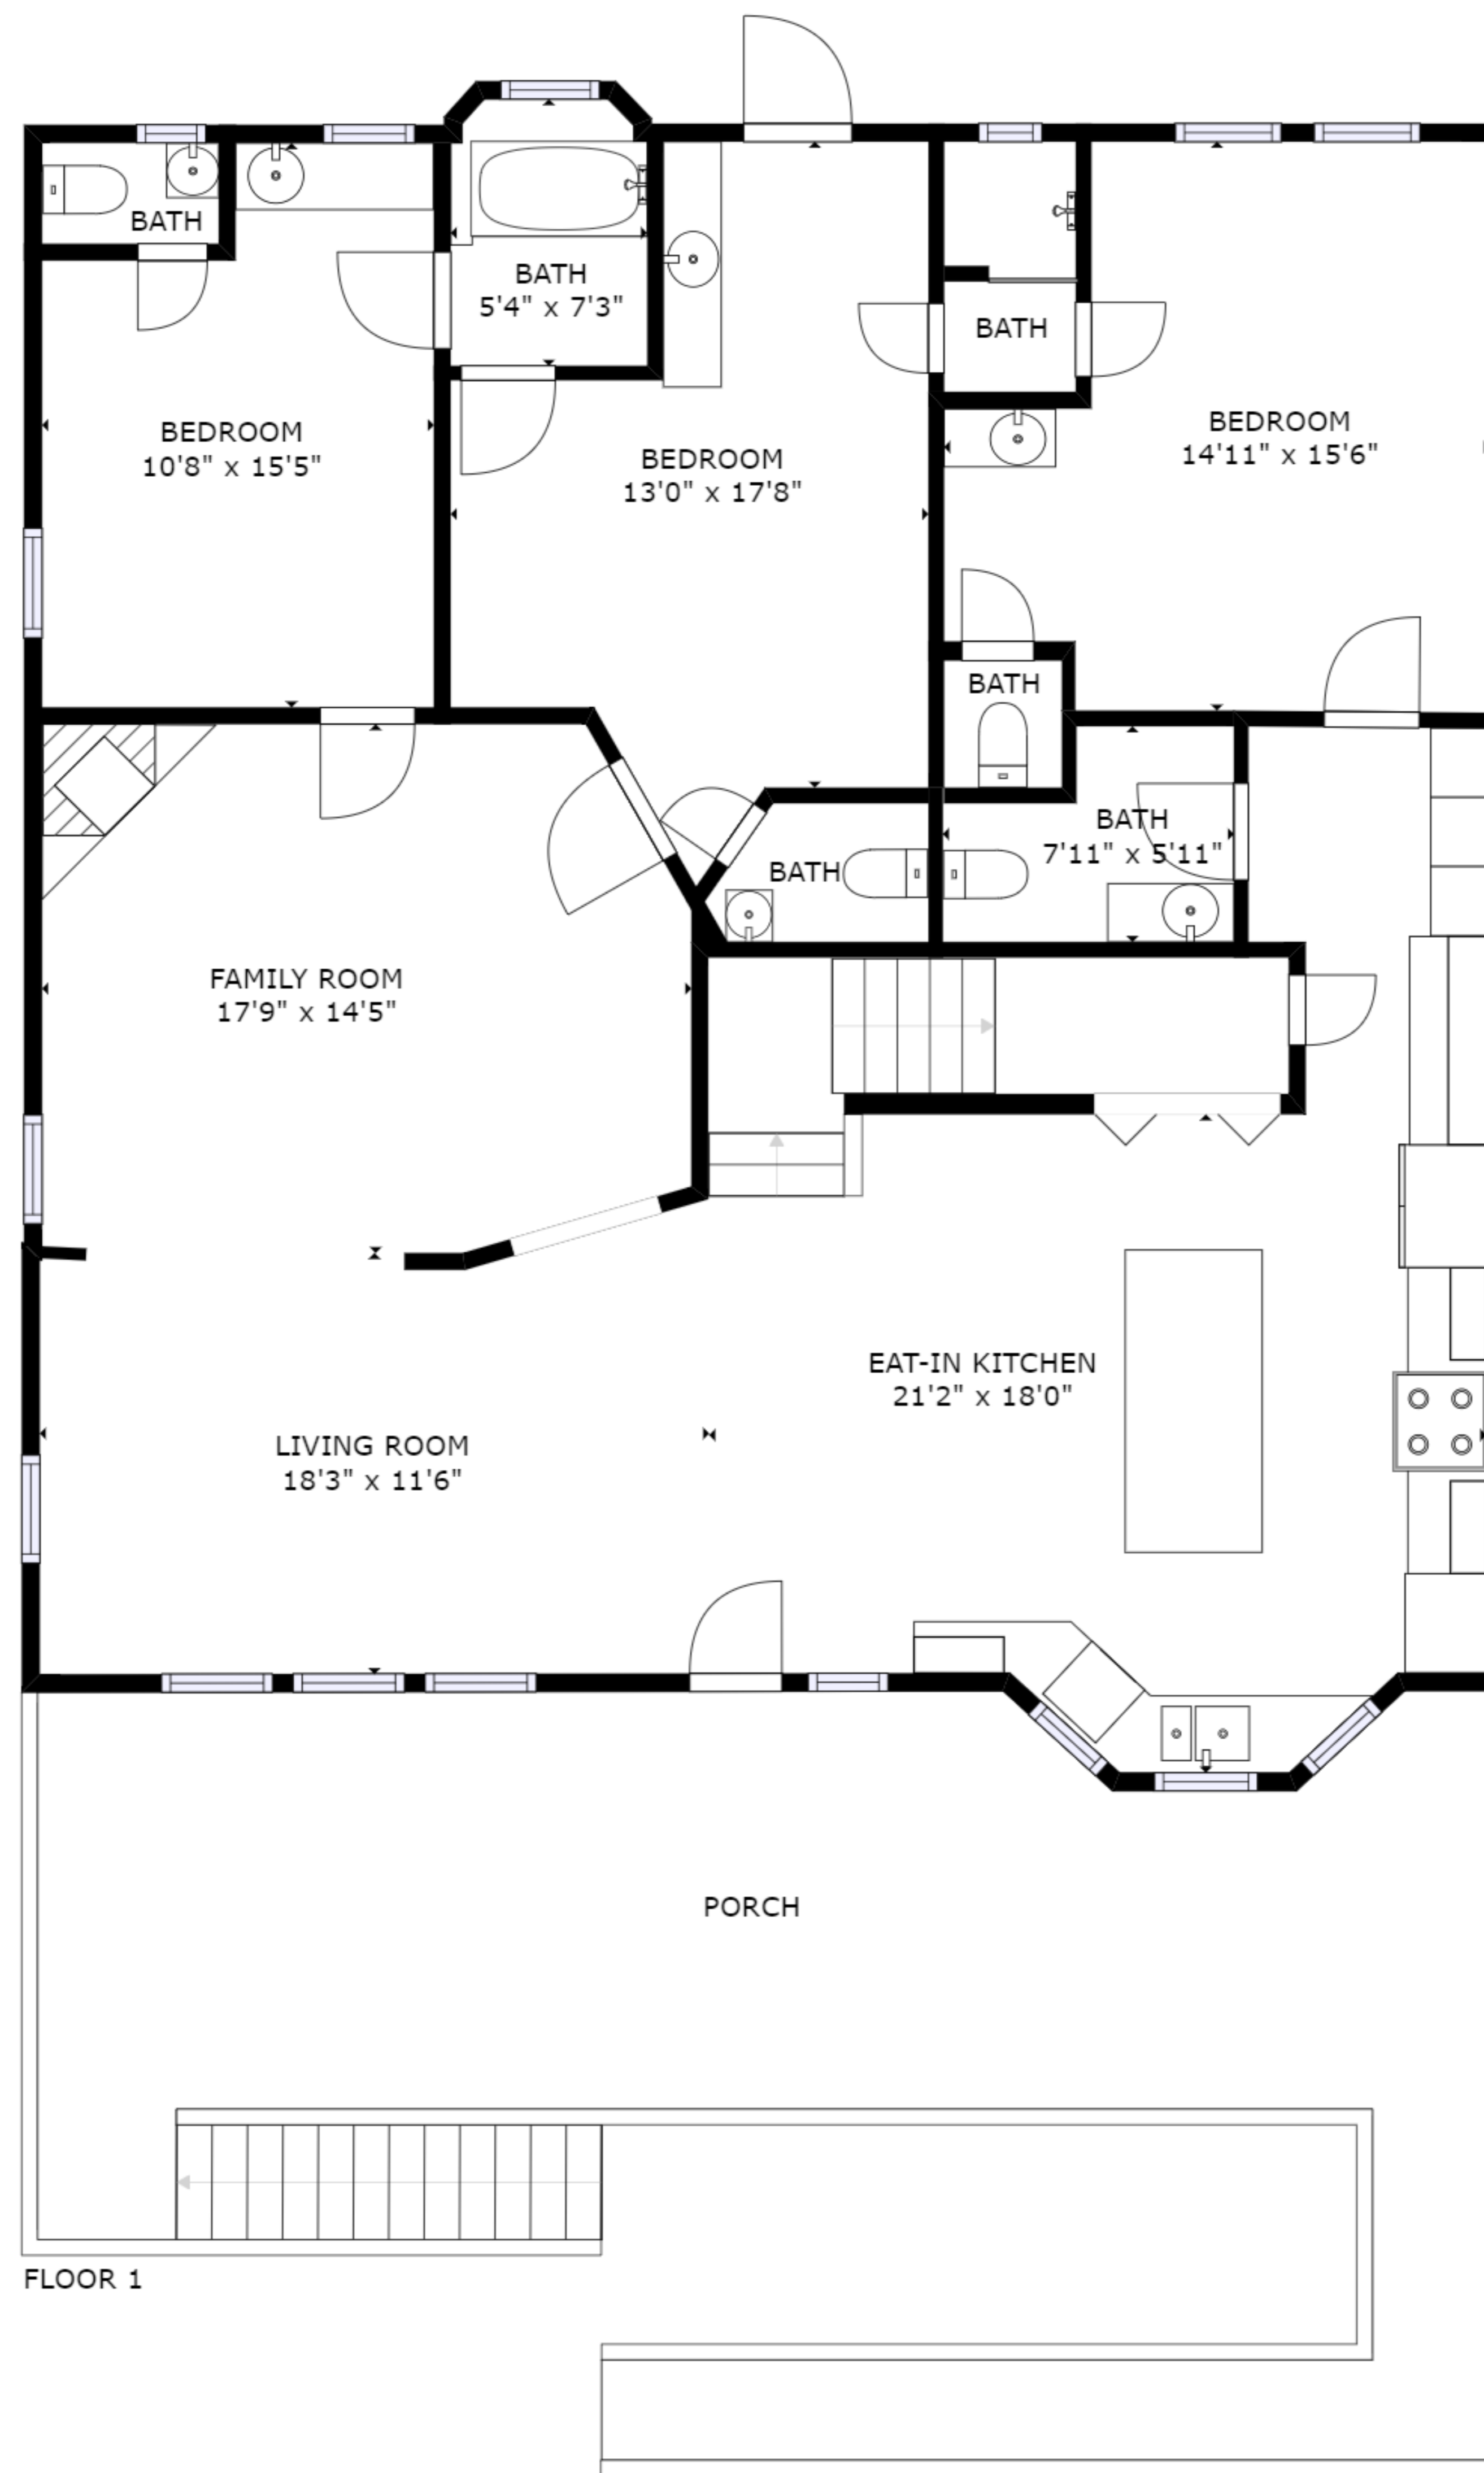 BATH
BATH
5'4" x 7'3"
BATH
BEDROOM
10'8" x 15'5"
BEDROOM
13'0" x 17'8"
BEDROOM
14'11" x 15'6"
BATH
BATH
7'11" x 5'11"
BATH
FAMILY ROOM
17'9" x 14'5"
EAT-IN KITCHEN
21'2" x 18'0"
LIVING ROOM
18'3" x 11'6"
PORCH
FLOOR 1